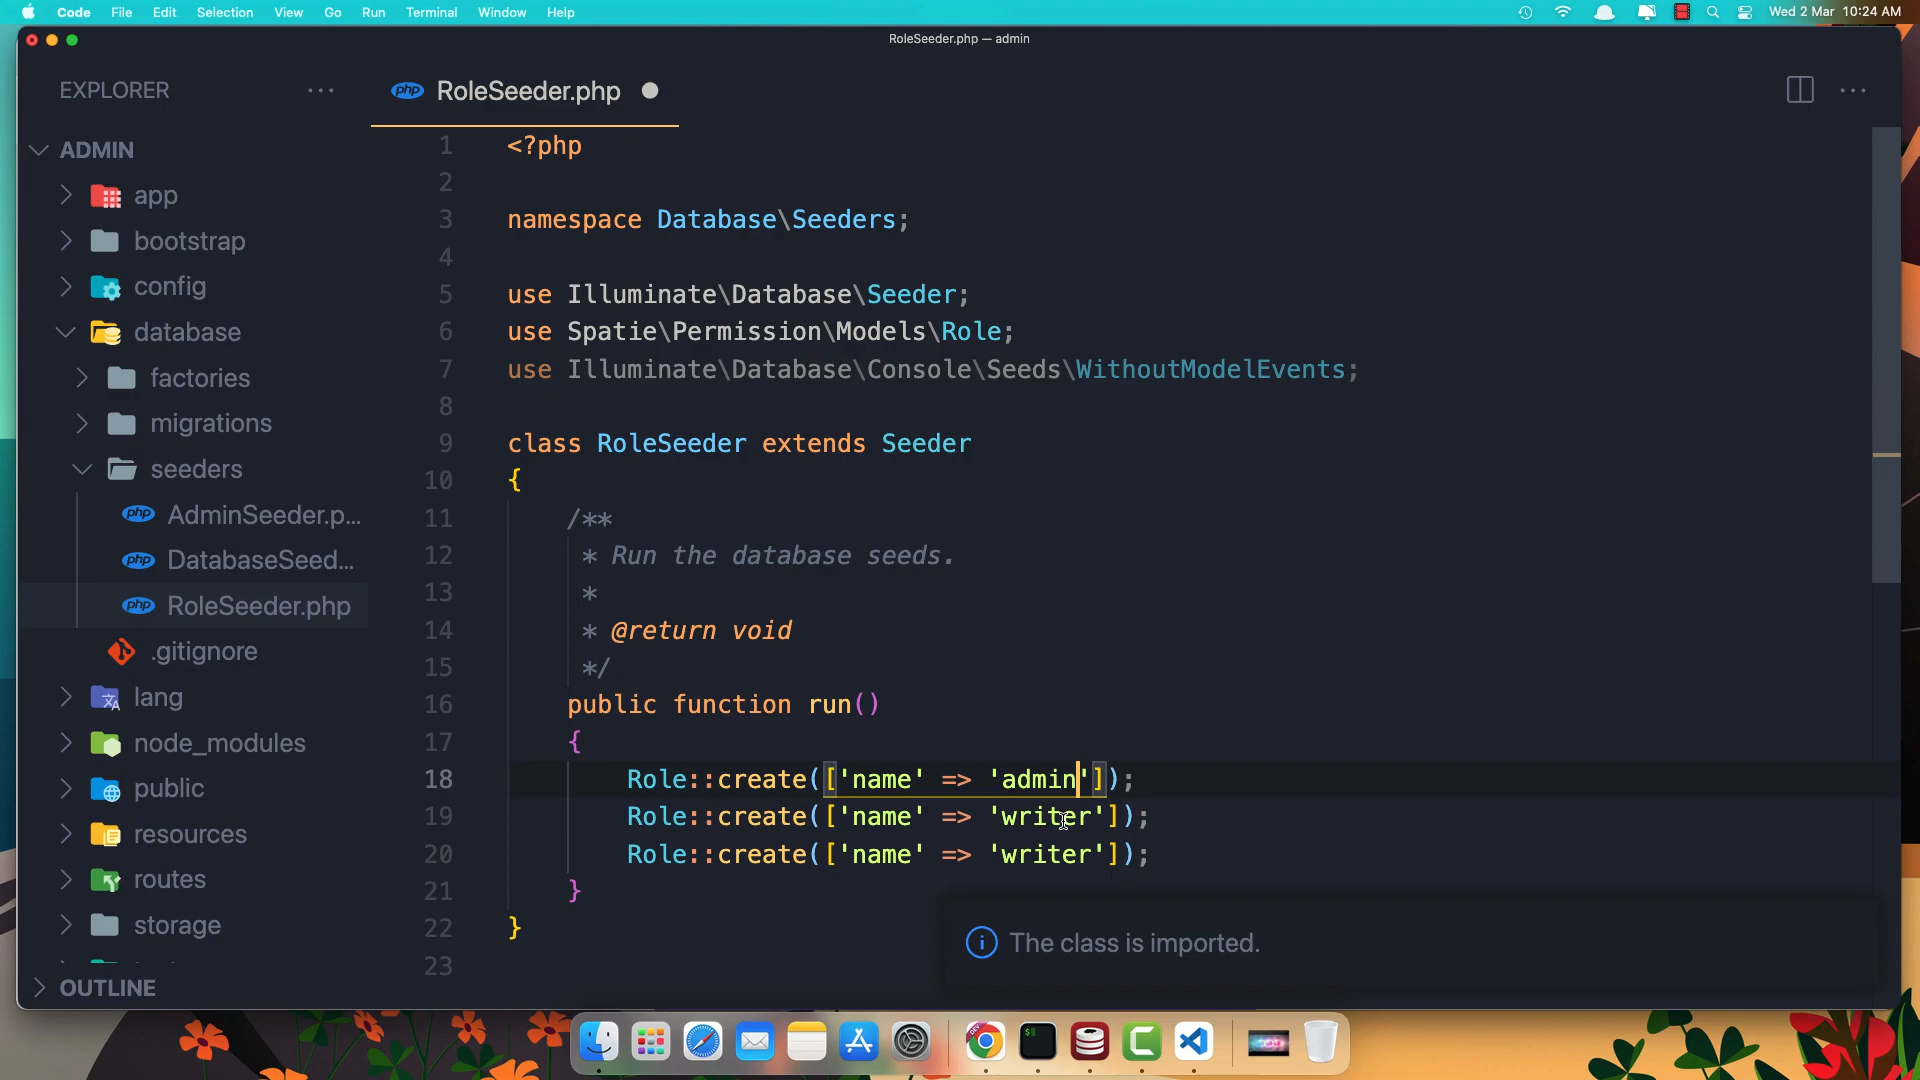 Code File Edit Selection View Go Run Terminal Window Help Wed 2 Mar 10:24 AM
RoleSeeder.php — admin
EXPLORER ··· php RoleSeeder.php ···
ADMIN
app
bootstrap
config
database
factories
migrations
seeders
php AdminSeeder.p...
php DatabaseSeed...
php RoleSeeder.php
.gitignore
lang
node_modules
public
resources
routes
storage
OUTLINE
1 <?php
2
3 namespace Database\Seeders;
4
5 use Illuminate\Database\Seeder;
6 use Spatie\Permission\Models\Role;
7 use Illuminate\Database\Console\Seeds\WithoutModelEvents;
8
9 class RoleSeeder extends Seeder
10 {
11 /**
12 * Run the database seeds.
13 *
14 * @return void
15 */
16 public function run()
17 {
18 Role::create(['name' => 'admin']);
19 Role::create(['name' => 'writer']);
20 Role::create(['name' => 'writer']);
21 }
22 }
23
The class is imported.
DEV